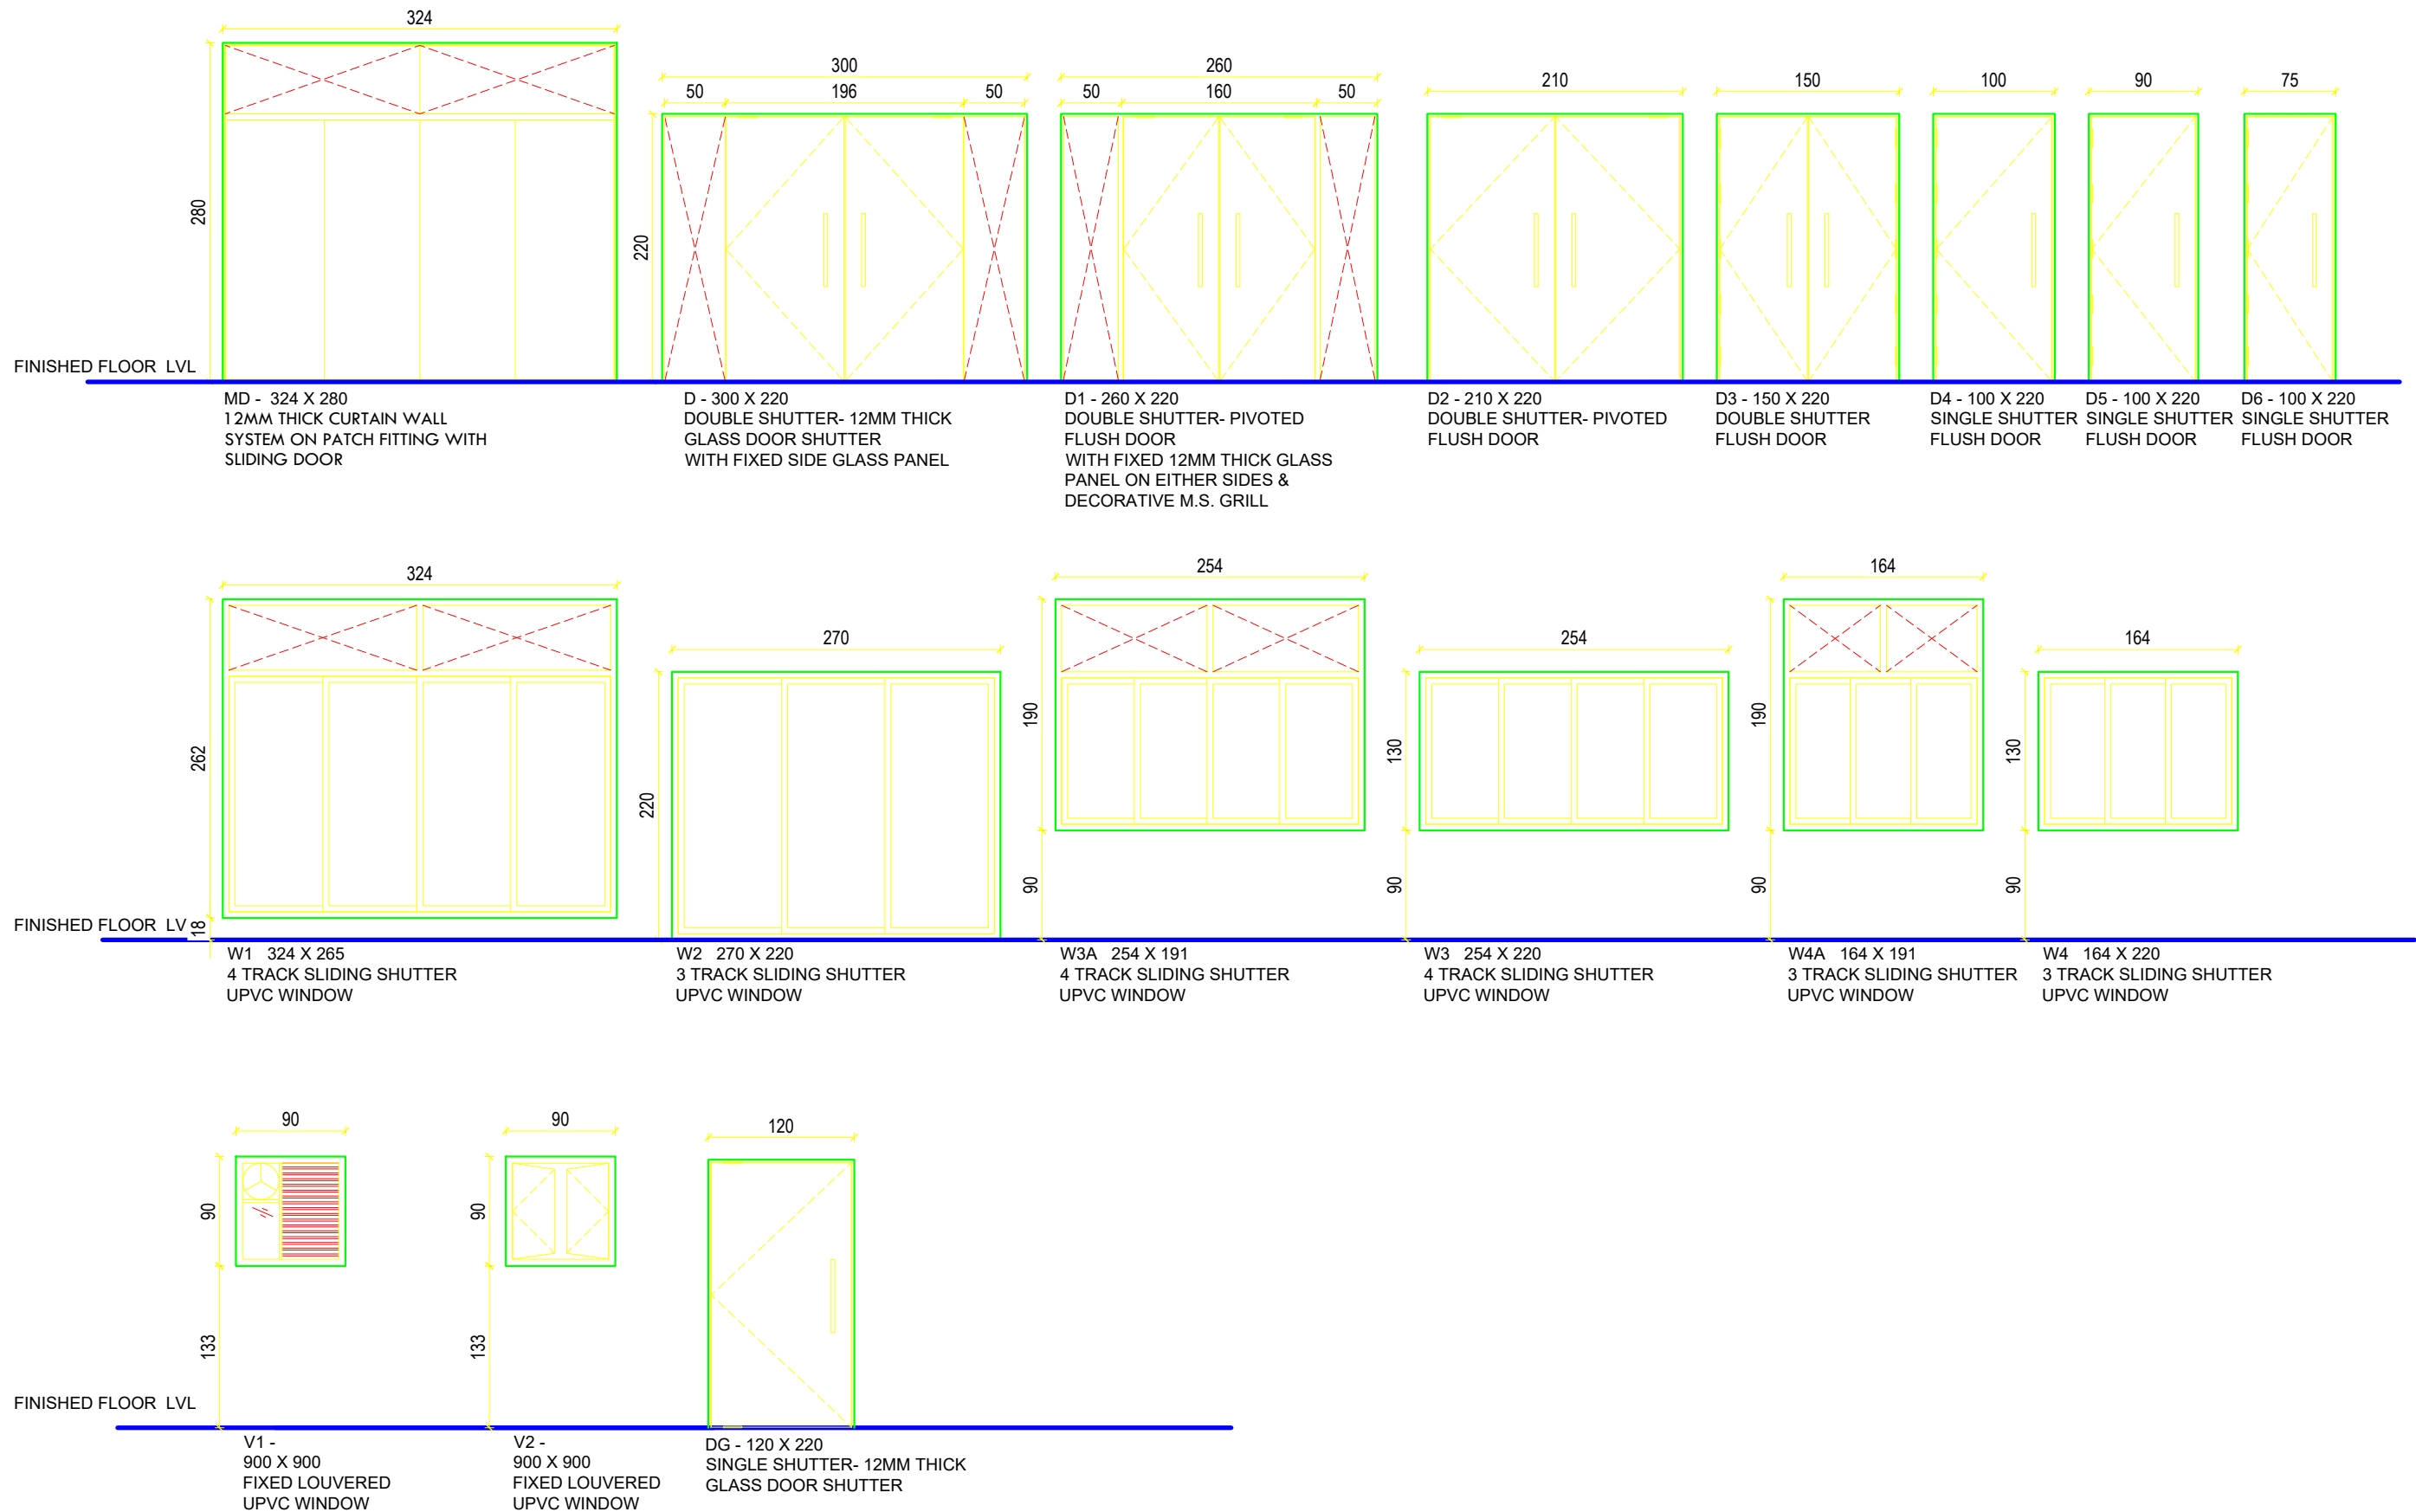 324
300
50 196 50
260
50 160 50
210
150
100
90
75
280
220
FINISHED FLOOR LVL
MD - 324 X 280
12MM THICK CURTAIN WALL
SYSTEM ON PATCH FITTING WITH
SLIDING DOOR
D - 300 X 220
DOUBLE SHUTTER- 12MM THICK
GLASS DOOR SHUTTER
WITH FIXED SIDE GLASS PANEL
D1 - 260 X 220
DOUBLE SHUTTER- PIVOTED
FLUSH DOOR
WITH FIXED 12MM THICK GLASS
PANEL ON EITHER SIDES &
DECORATIVE M.S. GRILL
D2 - 210 X 220
DOUBLE SHUTTER- PIVOTED
FLUSH DOOR
D3 - 150 X 220
DOUBLE SHUTTER
FLUSH DOOR
D4 - 100 X 220
SINGLE SHUTTER
FLUSH DOOR
D5 - 100 X 220
SINGLE SHUTTER
FLUSH DOOR
D6 - 100 X 220
SINGLE SHUTTER
FLUSH DOOR
324
270
254
254
164
164
262
18
220
190
90
130
90
190
90
130
90
FINISHED FLOOR LV
W1 324 X 265
4 TRACK SLIDING SHUTTER
UPVC WINDOW
W2 270 X 220
3 TRACK SLIDING SHUTTER
UPVC WINDOW
W3A 254 X 191
4 TRACK SLIDING SHUTTER
UPVC WINDOW
W3 254 X 220
4 TRACK SLIDING SHUTTER
UPVC WINDOW
W4A 164 X 191
3 TRACK SLIDING SHUTTER
UPVC WINDOW
W4 164 X 220
3 TRACK SLIDING SHUTTER
UPVC WINDOW
90
90
120
90
133
90
133
FINISHED FLOOR LVL
V1 -
900 X 900
FIXED LOUVERED
UPVC WINDOW
V2 -
900 X 900
FIXED LOUVERED
UPVC WINDOW
DG - 120 X 220
SINGLE SHUTTER- 12MM THICK
GLASS DOOR SHUTTER